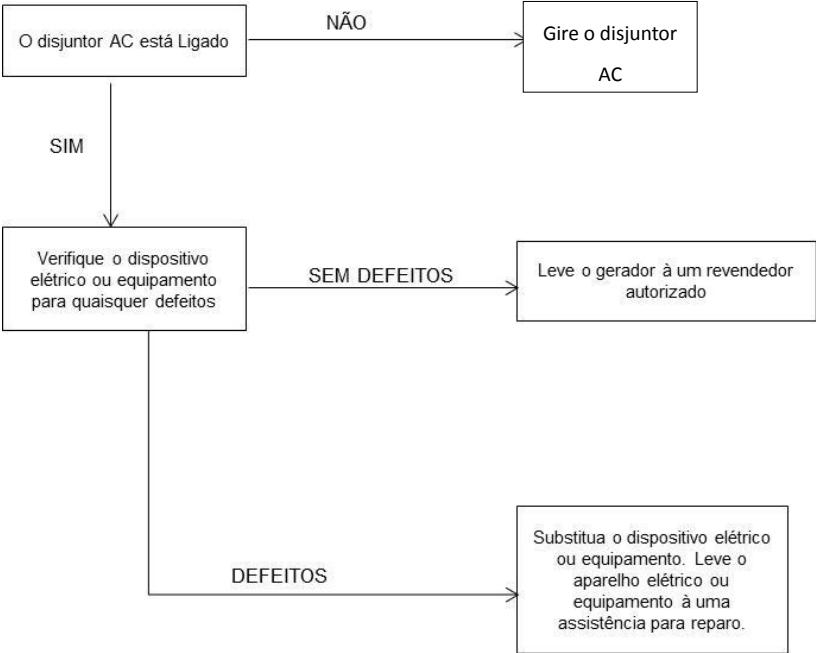 O disjuntor AC está Ligado
NÃO
Gire o disjuntor
AC
SIM
Verifique o dispositivo
elétrico ou equipamento
para quaisquer defeitos
SEM DEFEITOS
Leve o gerador à um revendedor
autorizado
DEFEITOS
Substitua o dispositivo elétrico
ou equipamento. Leve o
aparelho elétrico ou
equipamento à uma
assistência para reparo.